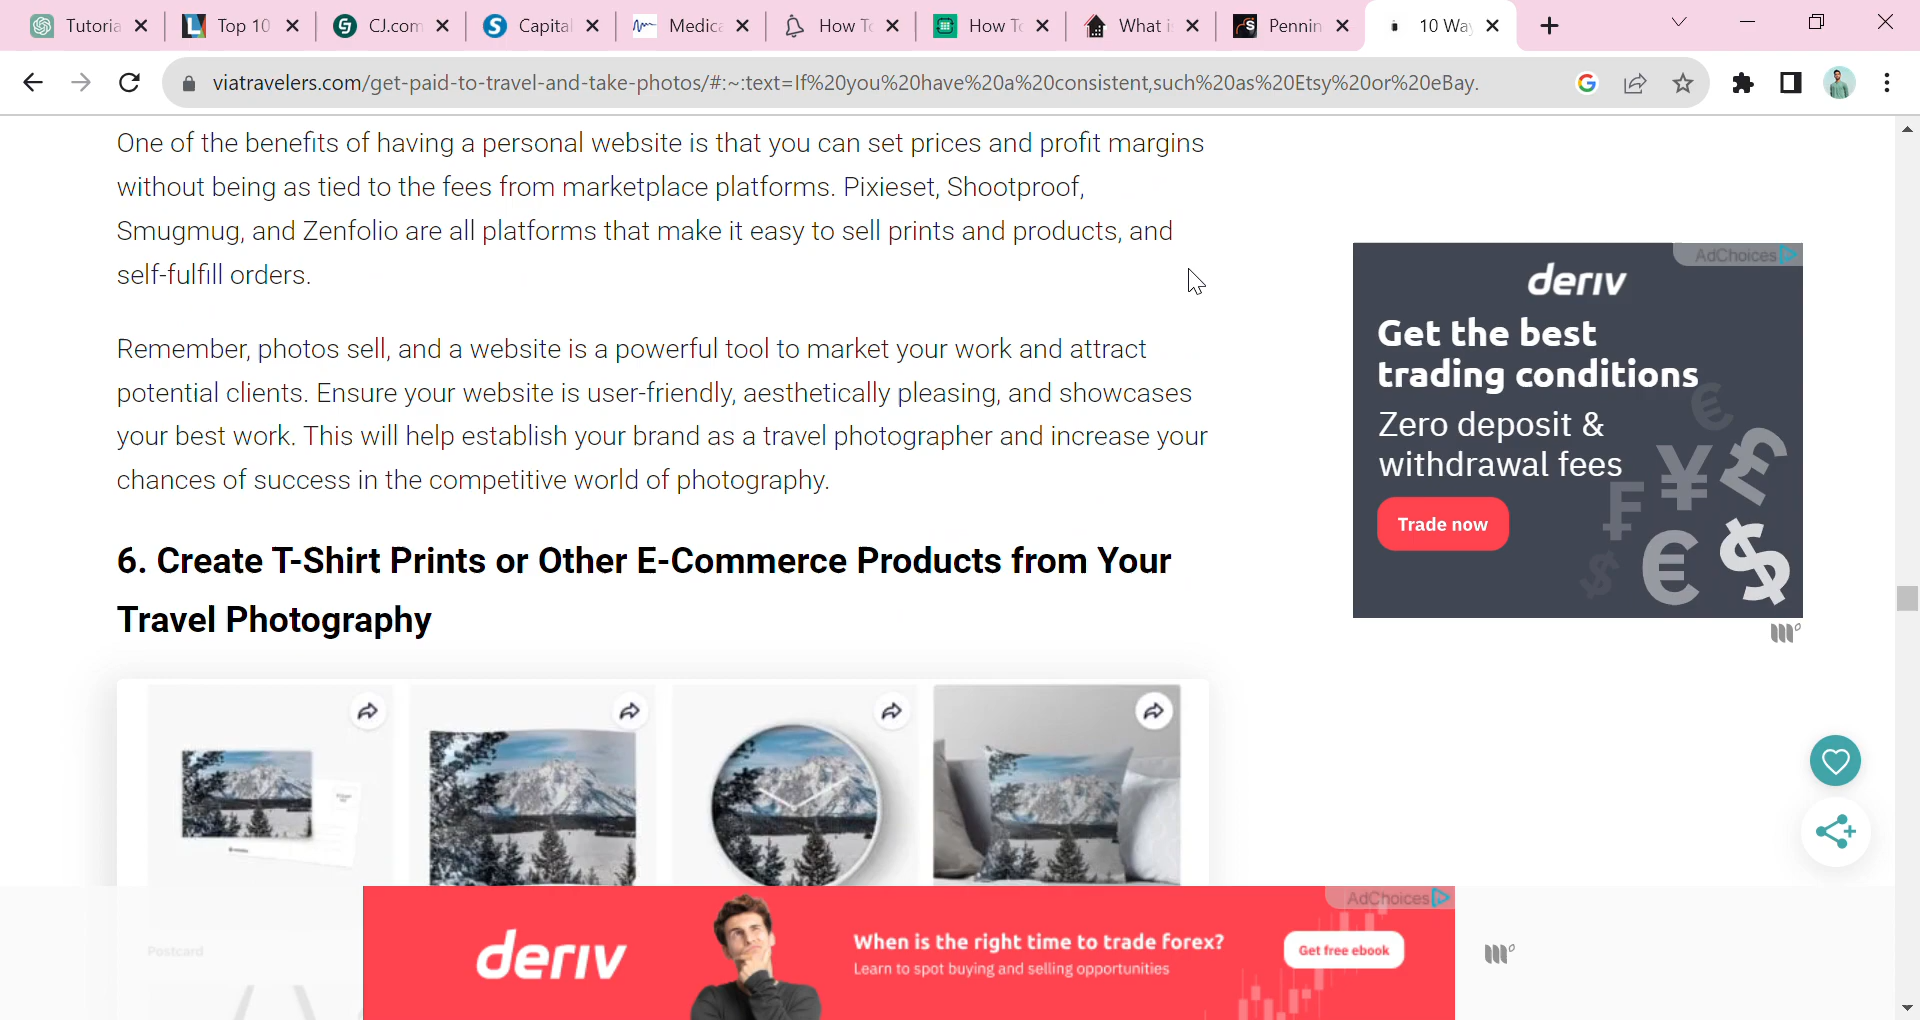 Tutoria
Top 10
CJ.com
Capital
Medica
How To
How To
What i
Pennin
10 Way
viatravelers.com/get-paid-to-travel-and-take-photos/#:~:text=If%20you%20have%20a%20consistent,such%20as%20Etsy%20or%20eBay.
One of the benefits of having a personal website is that you can set prices and profit margins
without being as tied to the fees from marketplace platforms. Pixieset, Shootproof,
Smugmug, and Zenfolio are all platforms that make it easy to sell prints and products, and
self-fulfill orders.
Remember, photos sell, and a website is a powerful tool to market your work and attract
potential clients. Ensure your website is user-friendly, aesthetically pleasing, and showcases
your best work. This will help establish your brand as a travel photographer and increase your
chances of success in the competitive world of photography.
6. Create T-Shirt Prints or Other E-Commerce Products from Your
Travel Photography
AdChoices
deriv
Get the best
trading conditions
Zero deposit &
withdrawal fees
Trade now
Postcard
AdChoices
deriv
When is the right time to trade forex?
Learn to spot buying and selling opportunities
Get free ebook